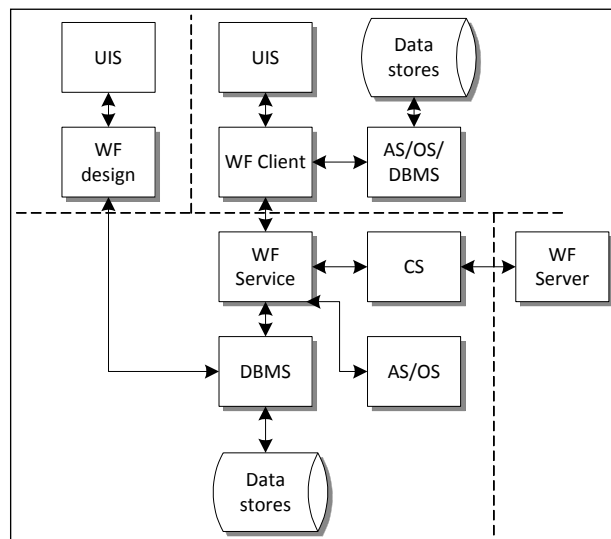 UIS
UIS
Data
stores
WF
design
WF Client
AS/OS/
DBMS
WF
Service
CS
WF
Server
DBMS
AS/OS
Data
stores